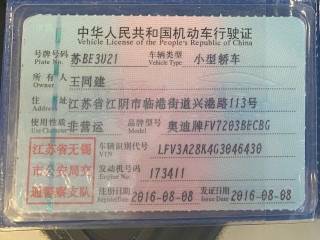 中华人民共和国机动车行驶证
Vehicle License of the People's Republic of China
号牌号码 苏BE3U21 车辆类型 小型轿车
Plate No. Vehicle Type
所有人 王同建
Owner
住址 江苏省江阴市临港街道兴港路113号
Address
使用性质 非营运 品牌型号 奥迪牌FV7203BECBG
Use Character Model
江苏省无锡 车辆识别代号 LFV3A28K4G3046430
VIN
市公安局交 发动机号码 173411
Engine No.
通警察支队 注册日期 2016-08-08 发证日期 2016-08-08
Register Date Issue Date